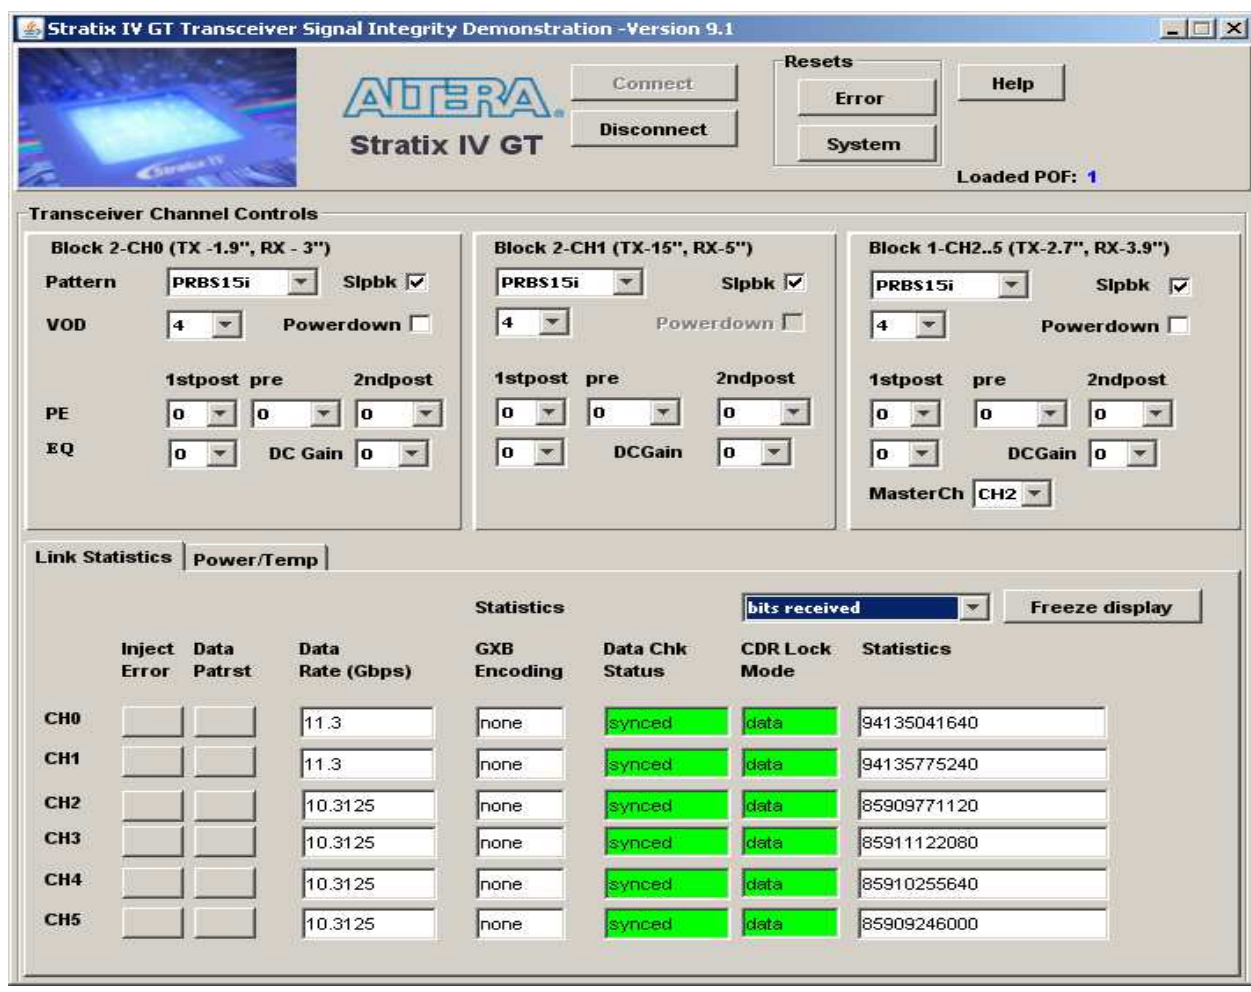 Stratix IV GT Transceiver Signal Integrity Demonstration -Version 9.1
Stratix IV
ALTERA.
Stratix IV GT
Connect
Disconnect
Resets
Error
System
Help
Loaded POF: 1
Transceiver Channel Controls
Block 2-CH0 (TX -1.9", RX - 3")
Pattern PRBS15i Slpbk
VOD 4 Powerdown
1stpost pre 2ndpost
PE 0 0 0
EQ 0 DC Gain 0
Block 2-CH1 (TX-15", RX-5")
PRBS15i Slpbk
4 Powerdown
1stpost pre 2ndpost
0 0 0
0 DCGain 0
Block 1-CH2..5 (TX-2.7", RX-3.9")
PRBS15i Slpbk
4 Powerdown
1stpost pre 2ndpost
0 0 0
0 DCGain 0
MasterCh CH2
Link Statistics Power/Temp
Statistics bits received Freeze display
Inject Data Data GXB Data Chk CDR Lock Statistics
Error Patrst Rate (Gbps) Encoding Status Mode
CH0 11.3 none synced data 94135041640
CH1 11.3 none synced data 94135775240
CH2 10.3125 none synced data 85909771120
CH3 10.3125 none synced data 85911122080
CH4 10.3125 none synced data 85910255640
CH5 10.3125 none synced data 85909246000